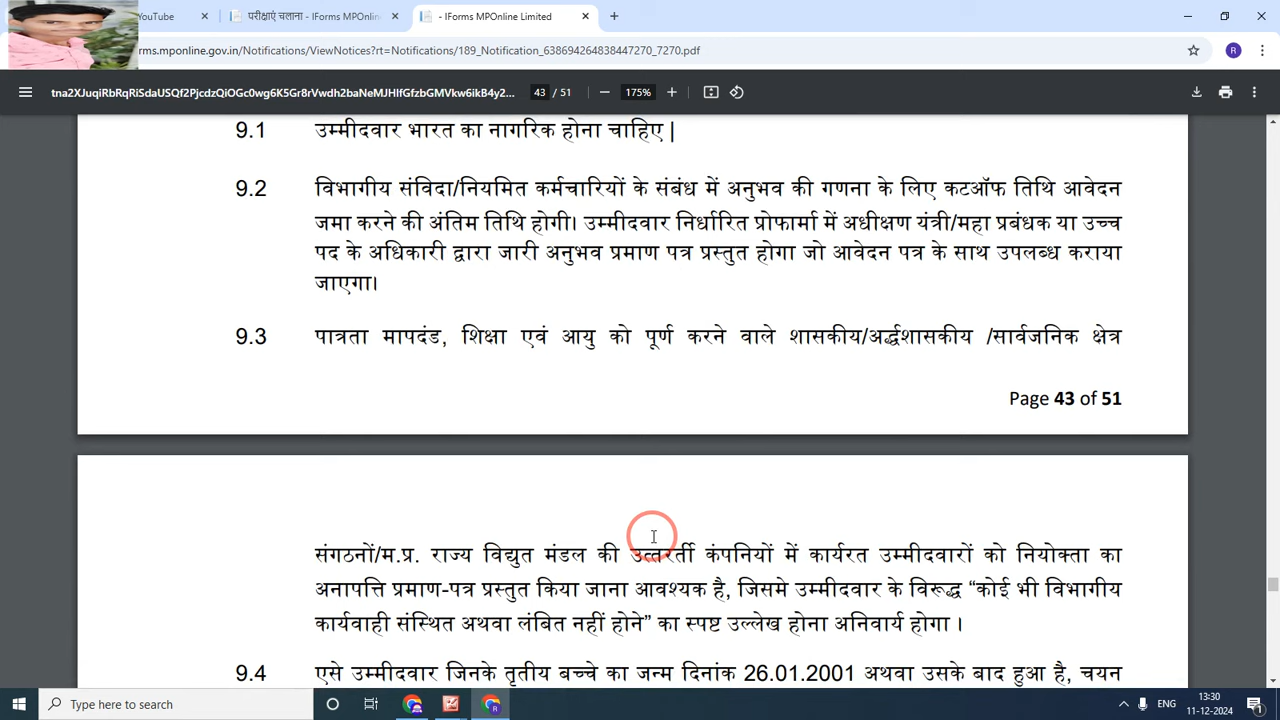 YouTube
परीक्षाएं चलाना - IForms MPOnlin
- IForms MPOnline Limited
rms.mponline.gov.in/Notifications/ViewNotices?rt=Notifications/189_Notification_638694264838447270_7270.pdf
R
tna2XJuqiRbRqRiSdaUSQf2PjcdzQiOGc0wg6K5Gr8rVwdh2baNeMJHlfGfzbGMVkw6ikB4y2...
43 / 51
175%
9.1 उम्मीदवार भारत का नागरिक होना चाहिए |
9.2 विभागीय संविदा/नियमित कर्मचारियों के संबंध में अनुभव की गणना के लिए कटऑफ तिथि आवेदन
जमा करने की अंतिम तिथि होगी। उम्मीदवार निर्धारित प्रोफार्मा में अधीक्षण यंत्री/महा प्रबंधक या उच्च
पद के अधिकारी द्वारा जारी अनुभव प्रमाण पत्र प्रस्तुत होगा जो आवेदन पत्र के साथ उपलब्ध कराया
जाएगा।
9.3 पात्रता मापदंड, शिक्षा एवं आयु को पूर्ण करने वाले शासकीय/अर्द्धशासकीय /सार्वजनिक क्षेत्र
Page 43 of 51
संगठनों/म.प्र. राज्य विद्युत मंडल की उत्तरर्ती कंपनियों में कार्यरत उम्मीदवारों को नियोक्ता का
अनापत्ति प्रमाण-पत्र प्रस्तुत किया जाना आवश्यक है, जिसमे उम्मीदवार के विरूद्ध “कोई भी विभागीय
कार्यवाही संस्थित अथवा लंबित नहीं होने” का स्पष्ट उल्लेख होना अनिवार्य होगा ।
9.4 एसे उम्मीदवार जिनके तृतीय बच्चे का जन्म दिनांक 26.01.2001 अथवा उसके बाद हुआ है, चयन
Type here to search
ENG
13:30
11-12-2024
1